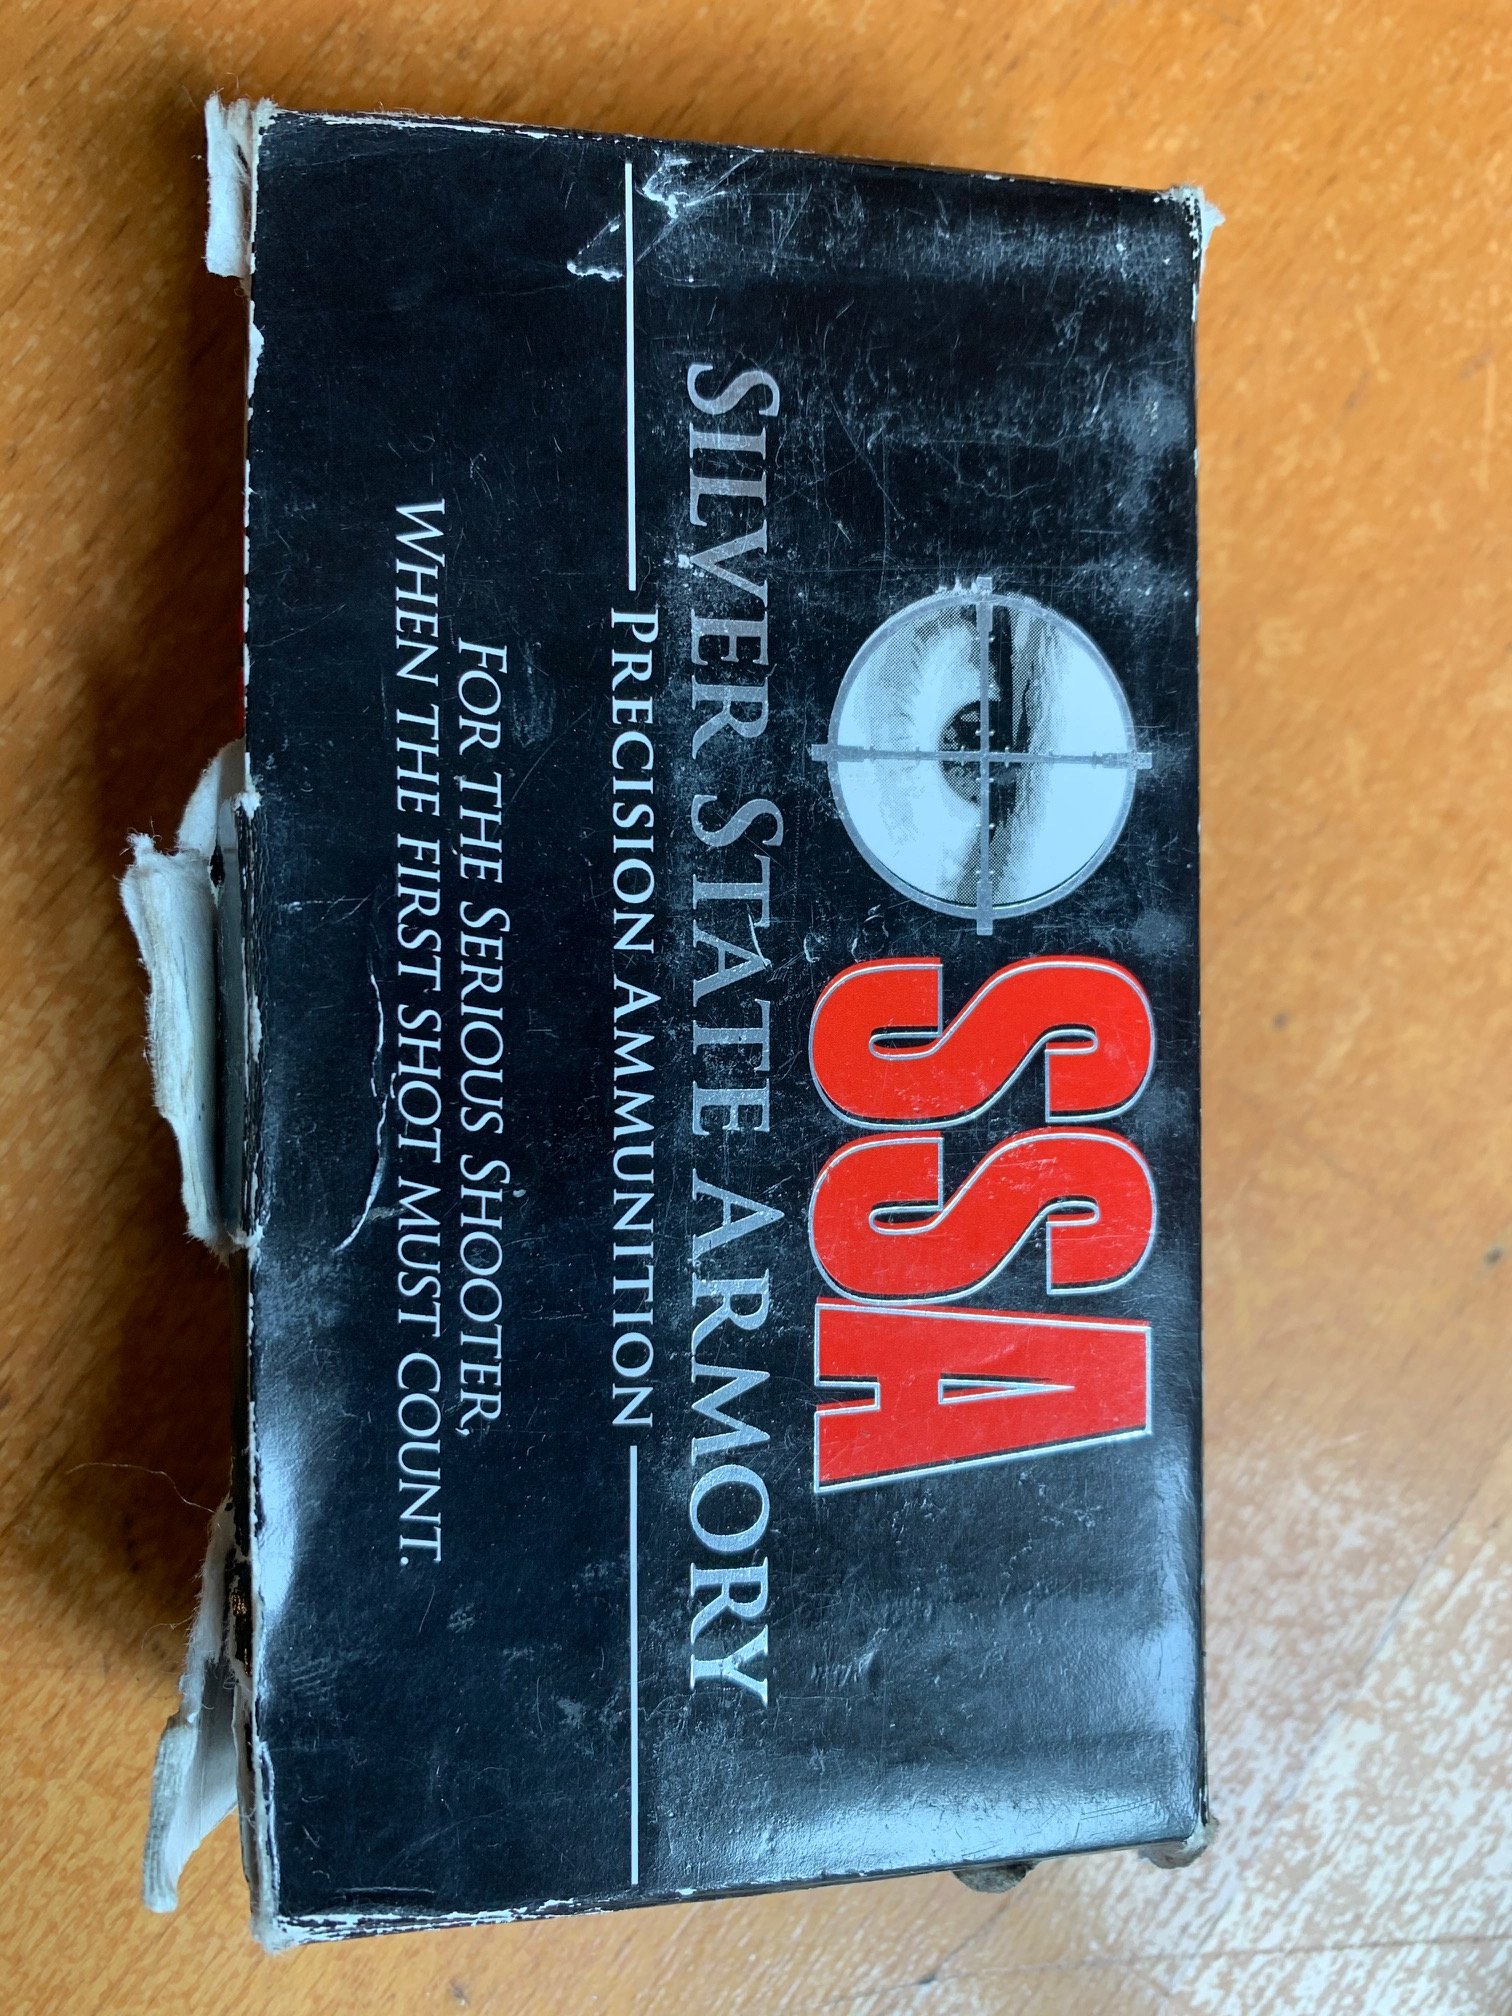 SSA
SILVER STATE ARMORY
PRECISION AMMUNITION
FOR THE SERIOUS SHOOTER,
WHEN THE FIRST SHOT MUST COUNT.